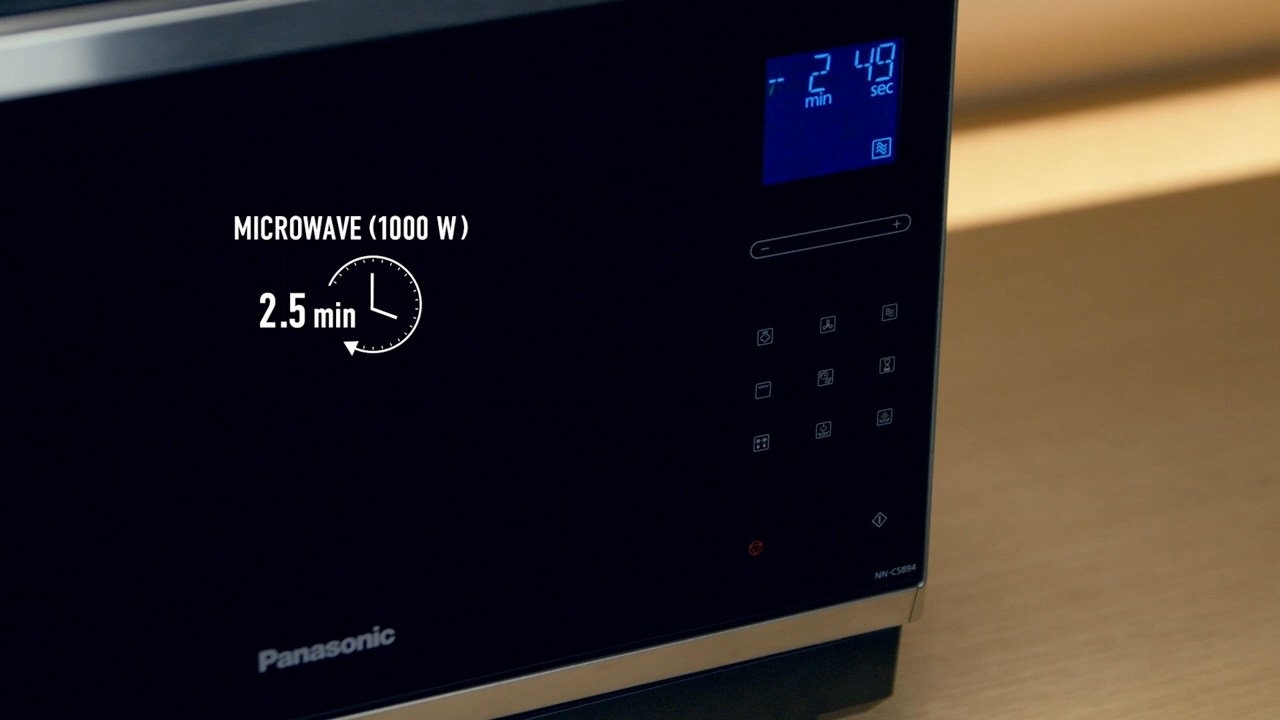 2 49
min sec
MICROWAVE (1000 W)
2.5 min
- +
NN-CS894
Panasonic